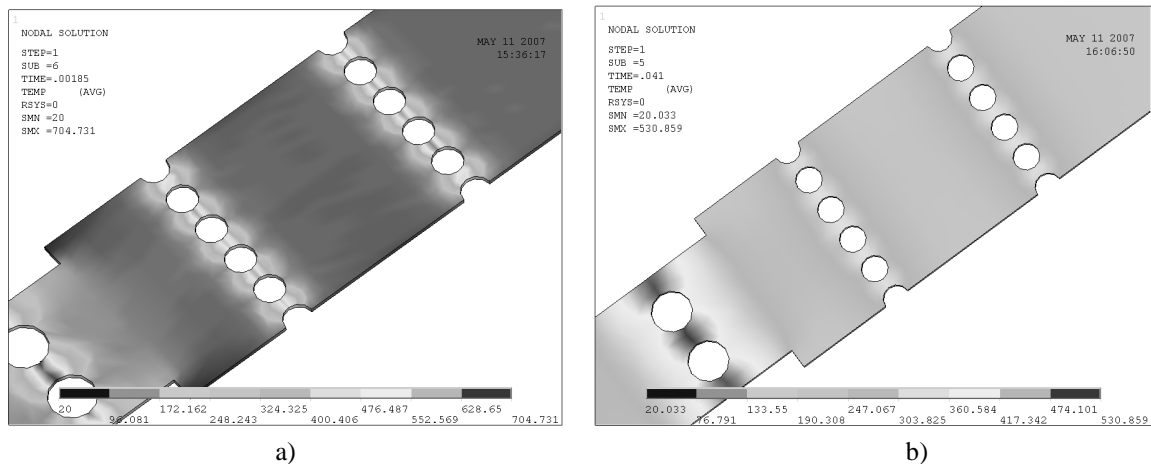 1
NODAL SOLUTION
STEP=1
SUB =6
TIME=.00185
TEMP (AVG)
RSYS=0
SMN =20
SMX =704.731
MAY 11 2007
15:36:17
20 172.162 324.325 476.487 628.65
96.081 248.243 400.406 552.569 704.731
a)
1
NODAL SOLUTION
STEP=1
SUB =5
TIME=.041
TEMP (AVG)
RSYS=0
SMN =20.033
SMX =530.859
MAY 11 2007
16:06:50
20.033 133.55 247.067 360.584 474.101
76.791 190.308 303.825 417.342 530.859
b)